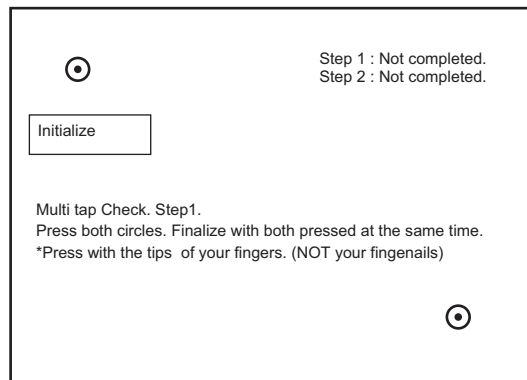 Step 1 : Not completed.
Step 2 : Not completed.
Initialize
Multi tap Check. Step1.
Press both circles. Finalize with both pressed at the same time.
*Press with the tips of your fingers. (NOT your fingenails)